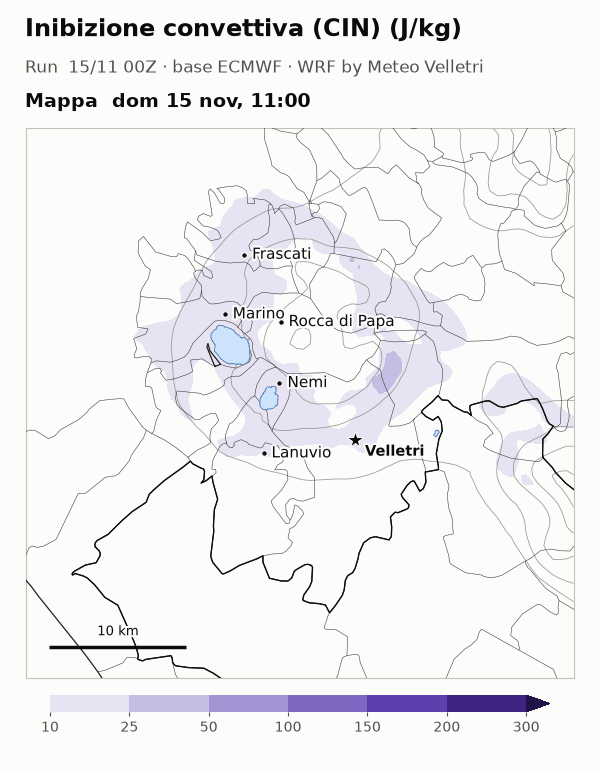 Inibizione convettiva (CIN) (J/kg)
Run  15/11 00Z · base ECMWF · WRF by Meteo Velletri
Mappa  dom 15 nov, 11:00
Frascati
Marino
Rocca di Papa
Nemi
Velletri
Lanuvio
10 km
10 25 50 100 150 200 300